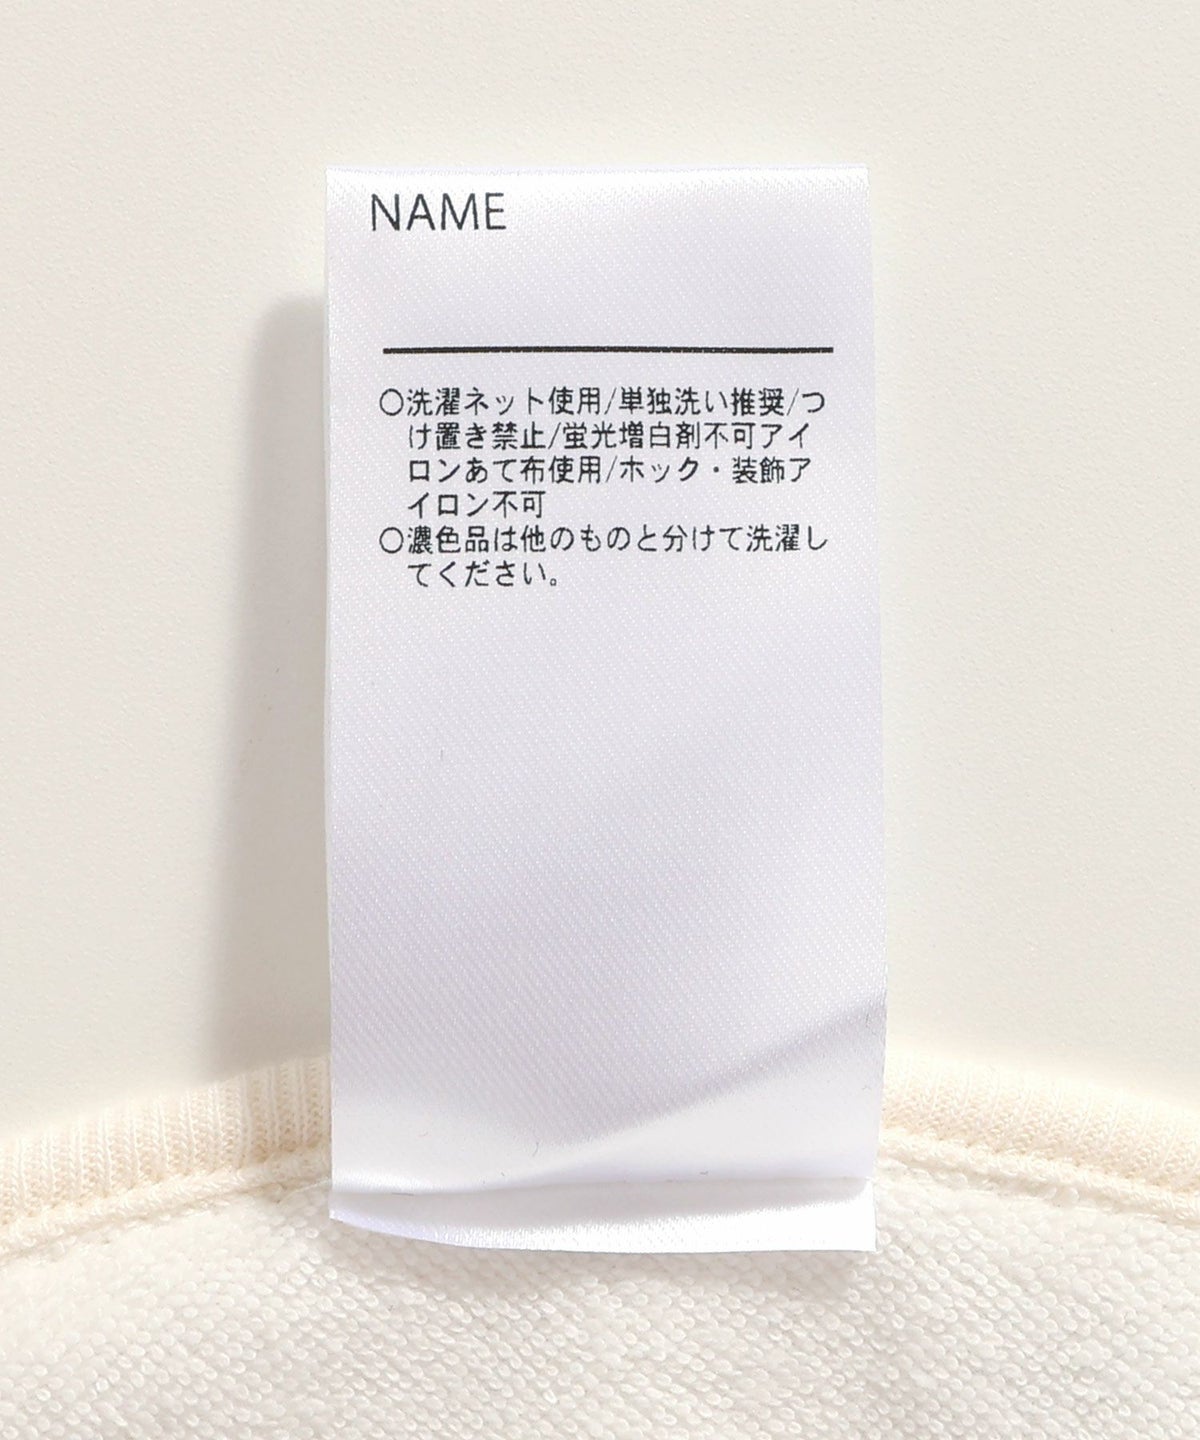 NAME
○洗濯ネット使用/単独洗い推奨/つ
け置き禁止/蛍光増白剤不可アイ
ロンあて布使用/ホック・装飾ア
イロン不可
○濃色品は他のものと分けて洗濯し
てください。